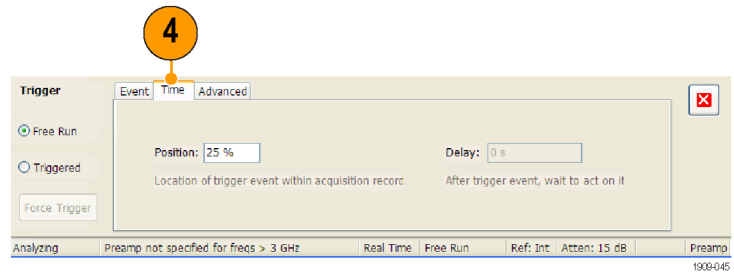 4
Trigger
Event Time Advanced
Free Run
Position: 25 % Delay: 0 s
Triggered
Location of trigger event within acquisition record After trigger event, wait to act on it
Force Trigger
Analyzing Preamp not specified for freqs > 3 GHz Real Time Free Run Ref: Int Atten: 15 dB Preamp
1909-045